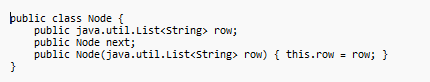 public class Node {
    public java.util.List<String> row;
    public Node next;
    public Node(java.util.List<String> row) { this.row = row; }
}